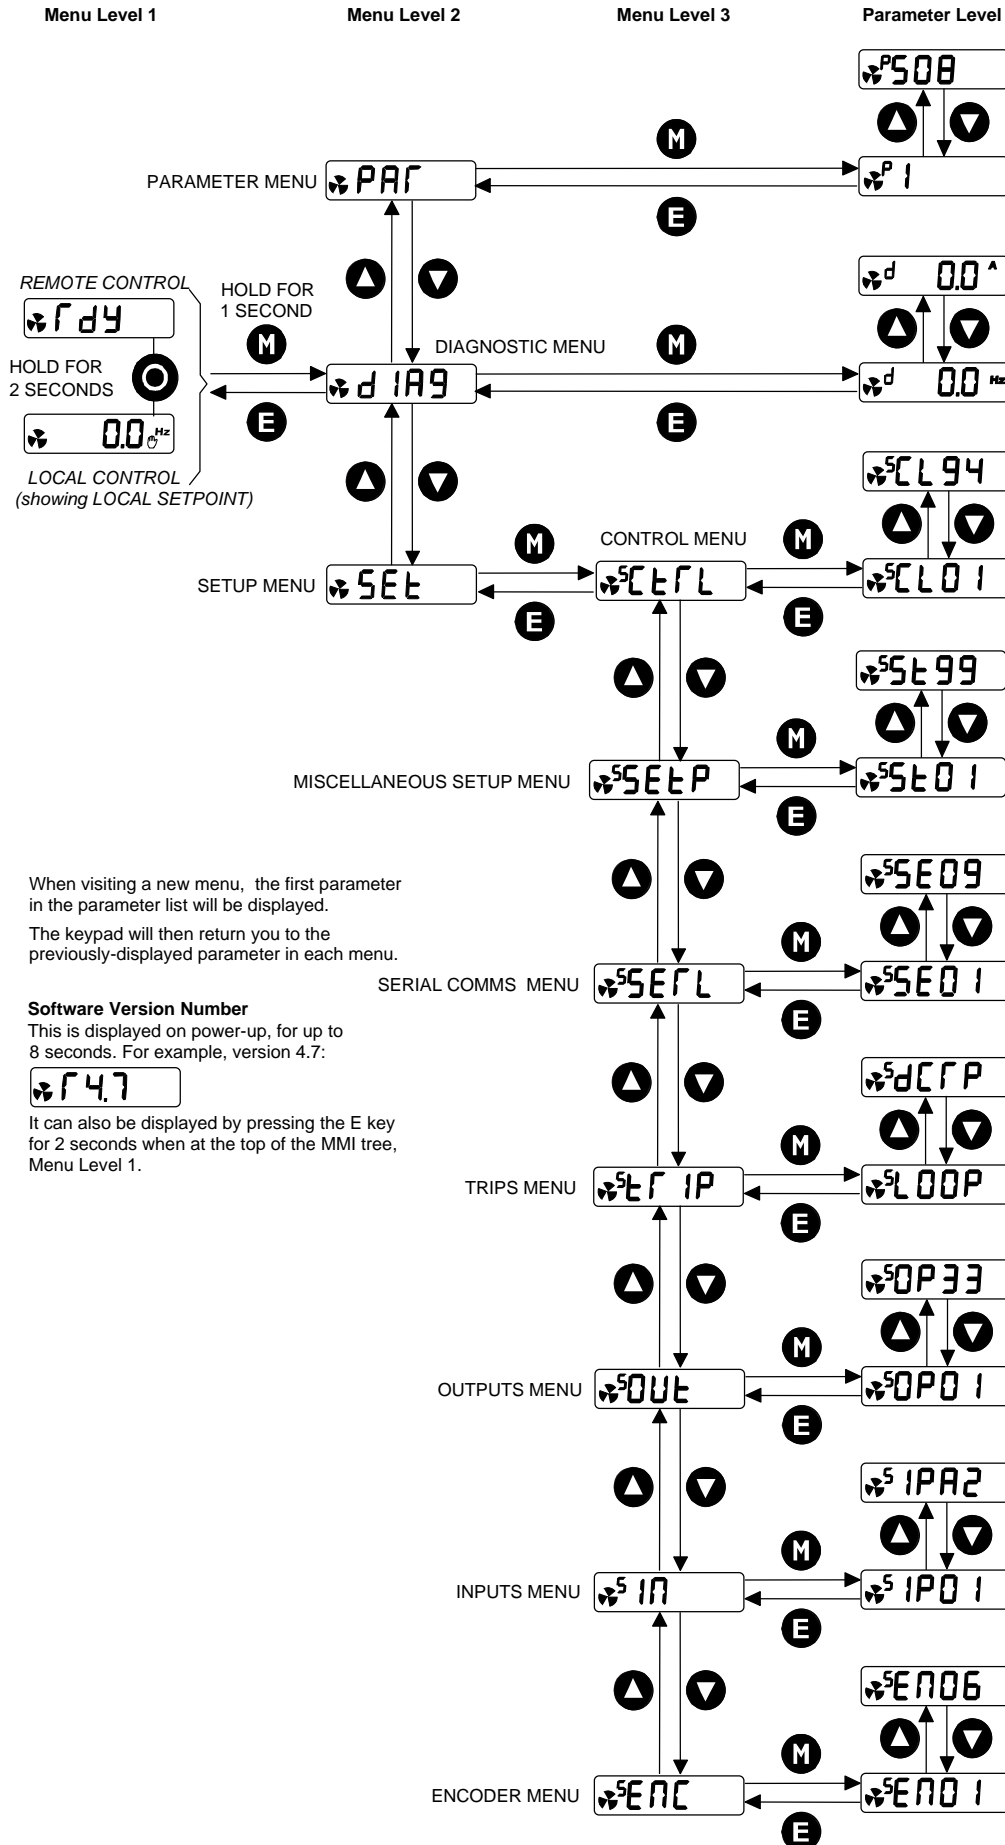 Menu Level 1
Menu Level 2
Menu Level 3
Parameter Level
P S08
M
PARAMETER MENU
PAr
P 1
E
REMOTE CONTROL
rdY
HOLD FOR
1 SECOND
d 0.0 A
M
DIAGNOSTIC MENU
M
HOLD FOR
2 SECONDS
dIAg
d 0.0 Hz
E
E
0.0 Hz
LOCAL CONTROL
(showing LOCAL SETPOINT)
S CL94
M
CONTROL MENU
M
SETUP MENU
SEt
S CtrL
S CL01
E
E
S St99
M
MISCELLANEOUS SETUP MENU
S SEtP
S St01
E
When visiting a new menu, the first parameter
in the parameter list will be displayed.
The keypad will then return you to the
previously-displayed parameter in each menu.
S SE09
M
SERIAL COMMS MENU
S SErL
S SE01
E
Software Version Number
This is displayed on power-up, for up to
8 seconds. For example, version 4.7:
r 4.7
It can also be displayed by pressing the E key
for 2 seconds when at the top of the MMI tree,
Menu Level 1.
S dCrP
M
TRIPS MENU
S trIP
S LOOP
E
S OP33
M
OUTPUTS MENU
S OUt
S OP01
E
S IPA2
M
INPUTS MENU
S In
S IP01
E
S En06
M
ENCODER MENU
S EnC
S En01
E